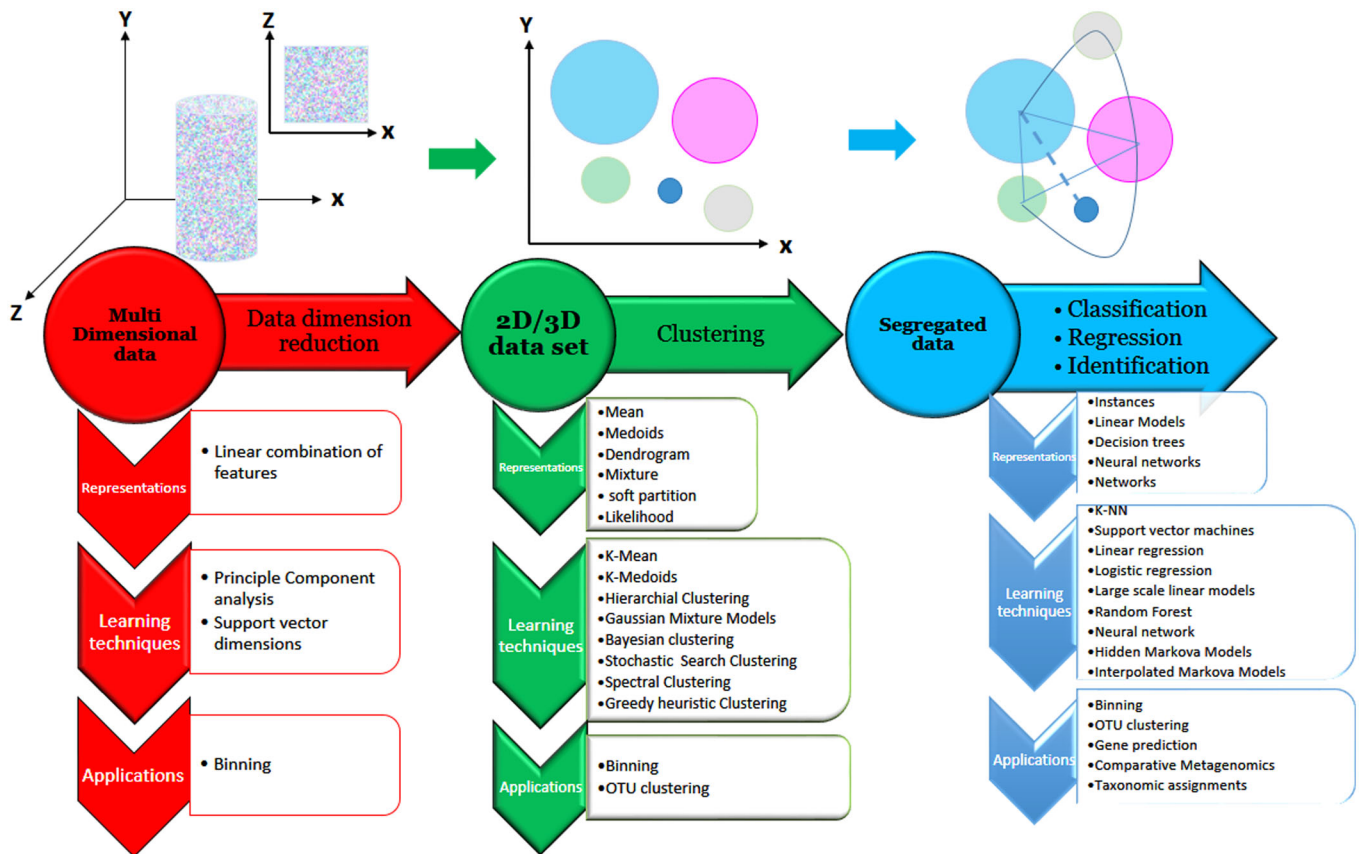 Y
X
Z
Z
X
Y
X
Multi
Dimensional
data
Data dimension
reduction
2D/3D
data set
Clustering
Segregated
data
• Classification
• Regression
• Identification
Representations
• Linear combination of
features
Learning
techniques
• Principle Component
analysis
• Support vector
dimensions
Applications
• Binning
Representations
•Mean
•Medoids
•Dendrogram
•Mixture
• soft partition
•Likelihood
Learning
techniques
•K-Mean
•K-Medoids
•Hierarchial Clustering
•Gaussian Mixture Models
•Bayesian clustering
•Stochastic Search Clustering
•Spectral Clustering
•Greedy heuristic Clustering
Applications
•Binning
•OTU clustering
Representations
•Instances
•Linear Models
•Decision trees
•Neural networks
•Networks
Learning
techniques
•K-NN
•Support vector machines
•Linear regression
•Logistic regression
•Large scale linear models
•Random Forest
•Neural network
•Hidden Markova Models
•Interpolated Markova Models
Applications
•Binning
•OTU clustering
•Gene prediction
•Comparative Metagenomics
•Taxonomic assignments